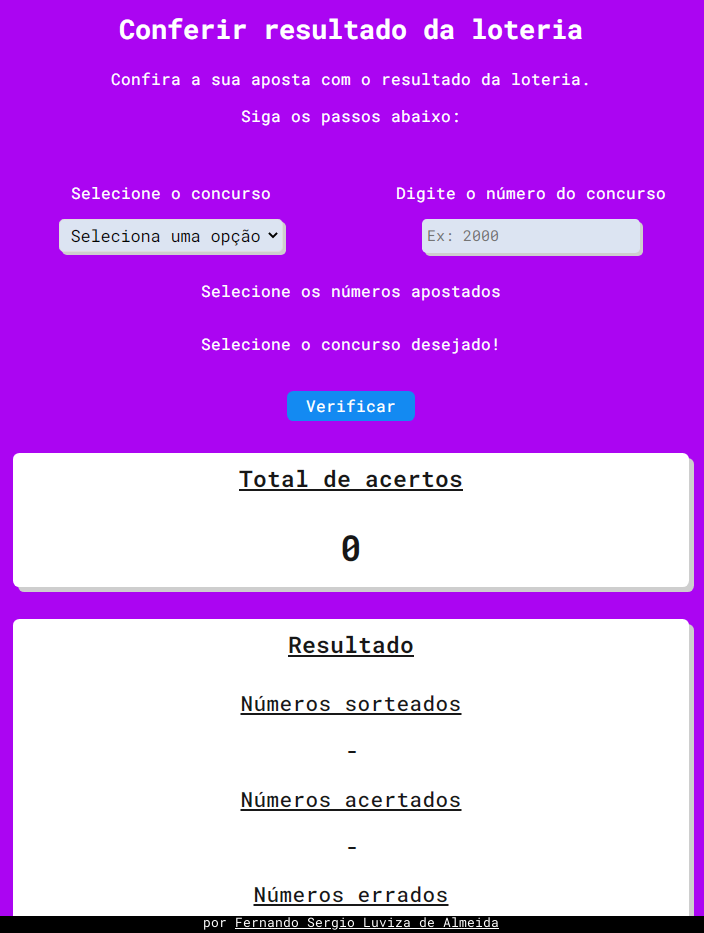 Conferir resultado da loteria
Confira a sua aposta com o resultado da loteria.
Siga os passos abaixo:
Selecione o concurso
Digite o número do concurso
Seleciona uma opção
Ex: 2000
Selecione os números apostados
Selecione o concurso desejado!
Verificar
Total de acertos
0
Resultado
Números sorteados
-
Números acertados
-
Números errados
por Fernando Sergio Luviza de Almeida